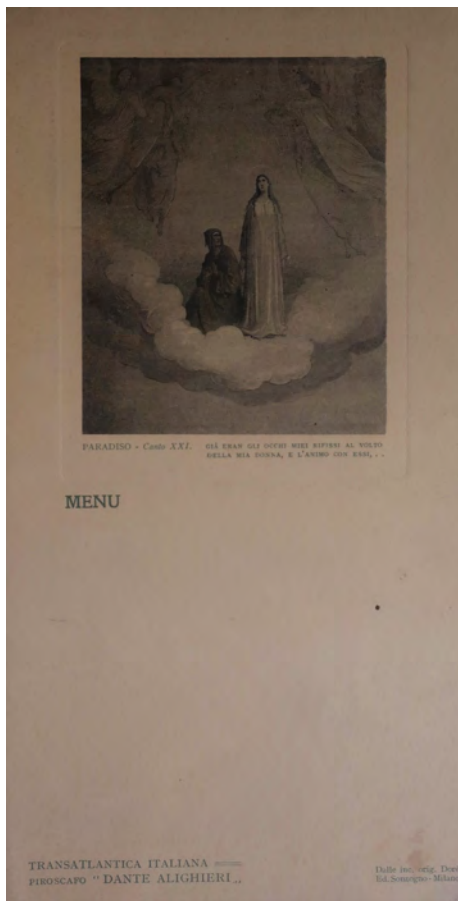 PARADISO - Canto XXI.
GIÀ ERAN GLI OCCHI MIEI RIFISSI AL VOLTO
DELLA MIA DONNA, E L'ANIMO CON ESSI, . .
MENU
TRANSATLANTICA ITALIANA
PIROSCAFO " DANTE ALIGHIERI „
Dalle inc. orig. Doré
Ed. Sonzogno - Milano